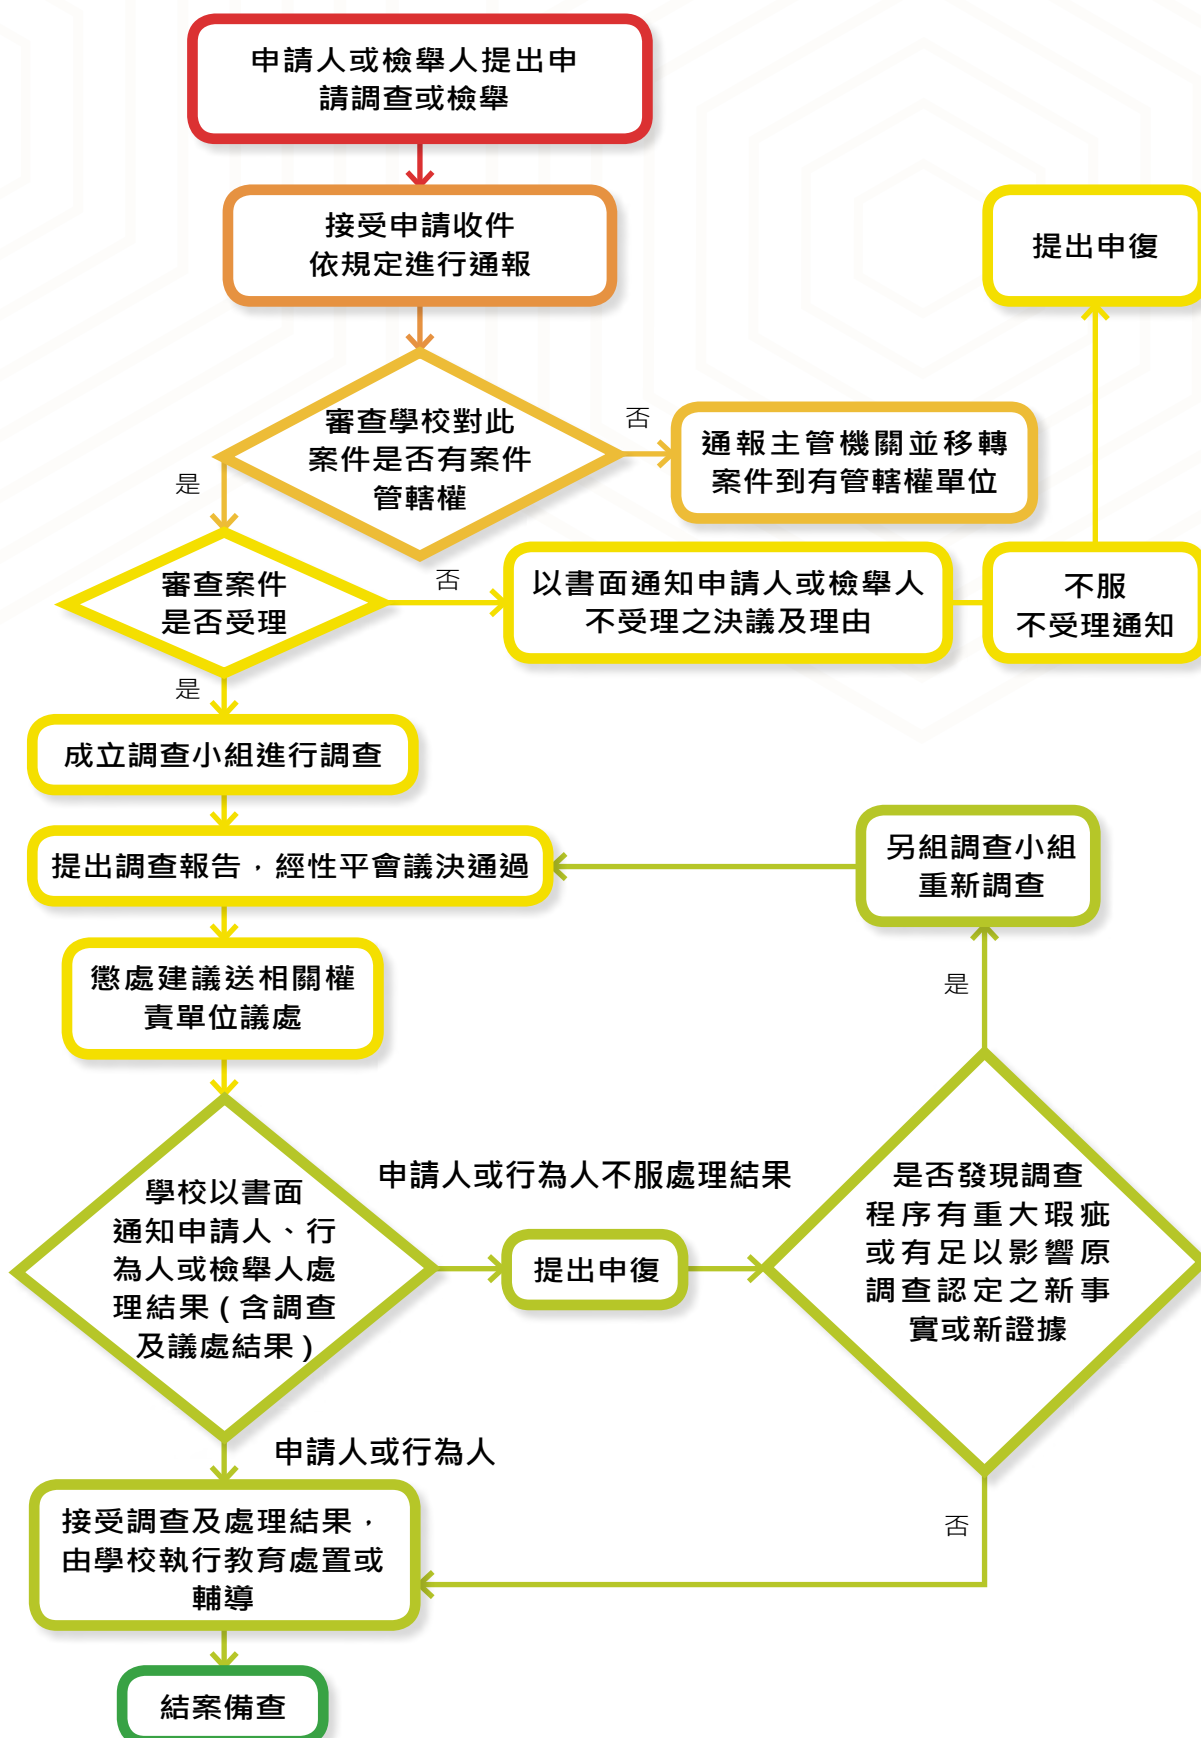 申請人或檢舉人提出申
請調查或檢舉
接受申請收件
依規定進行通報
提出申復
審查學校對此
案件是否有案件
管轄權
否
通報主管機關並移轉
案件到有管轄權單位
是
審查案件
是否受理
否
以書面通知申請人或檢舉人
不受理之決議及理由
不服
不受理通知
是
成立調查小組進行調查
提出調查報告，經性平會議決通過
另組調查小組
重新調查
懲處建議送相關權
責單位議處
是
學校以書面
通知申請人、行
為人或檢舉人處
理結果(含調查
及議處結果)
申請人或行為人不服處理結果
提出申復
是否發現調查
程序有重大瑕疵
或有足以影響原
調查認定之新事
實或新證據
申請人或行為人
接受調查及處理結果，
由學校執行教育處置或
輔導
否
結案備查